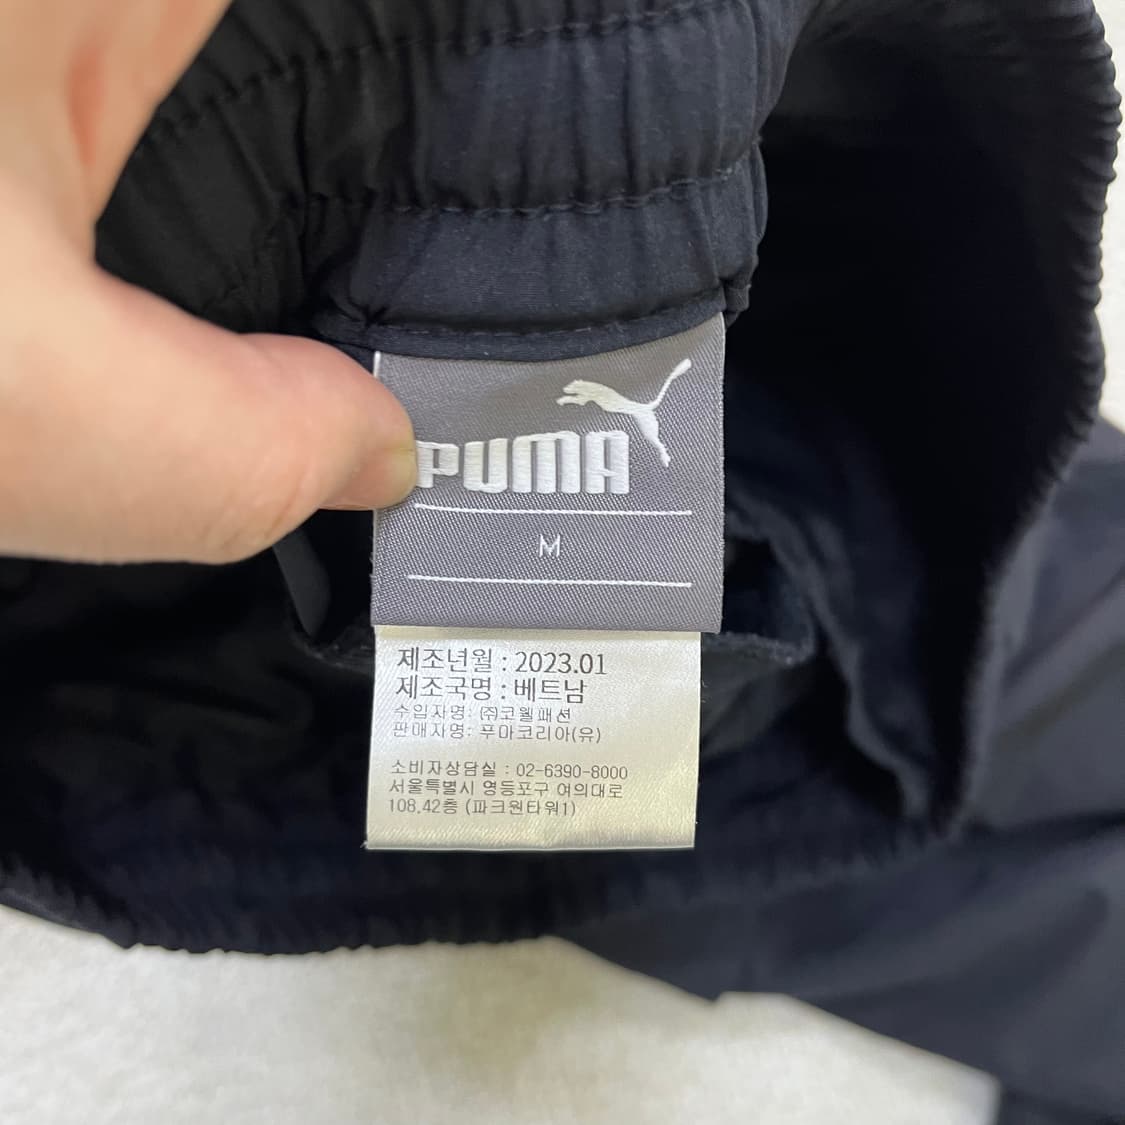 PUMA
M
제조년월 : 2023.01
제조국명 : 베트남
수입자명: ㈜코웰패션
판매자명: 푸마코리아(유)
소비자상담실 : 02-6390-8000
서울특별시 영등포구 여의대로
108.42층 (파크원타워1)